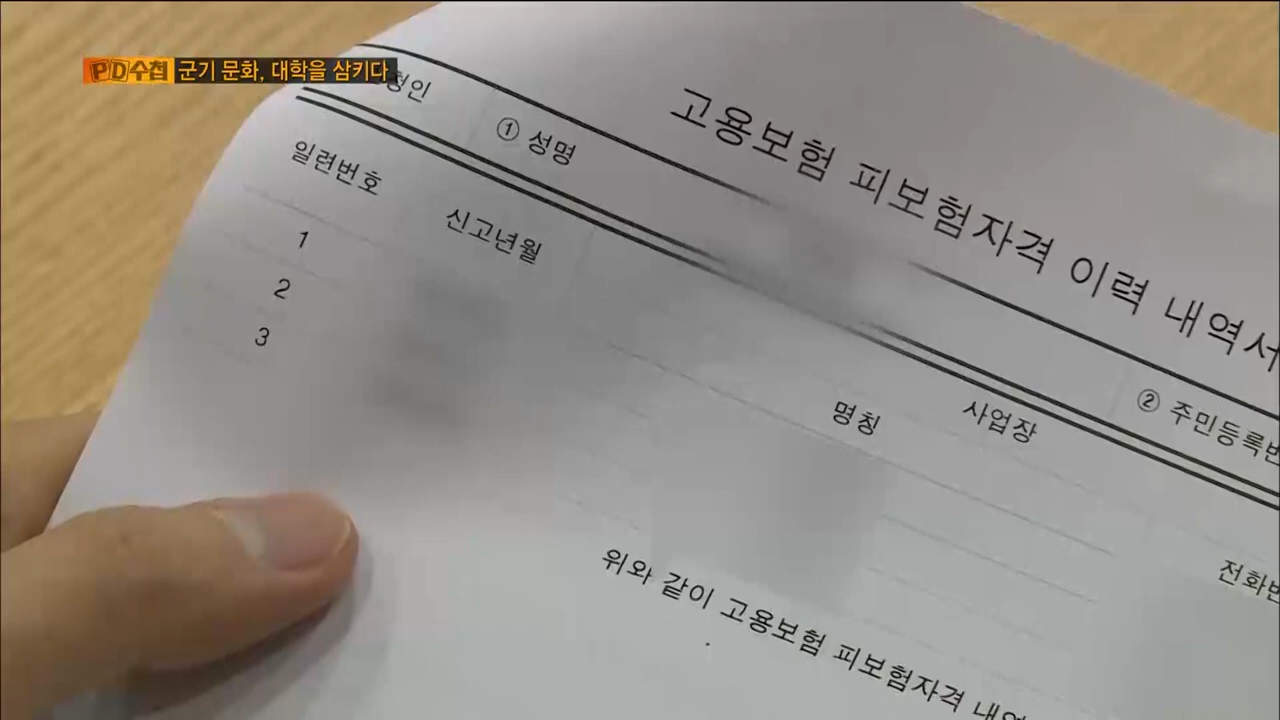 PD수첩 군기 문화, 대학을 삼키다
고용보험 피보험자격 이력 내역서
청인 ① 성명 ② 주민등록번
일련번호 신고년월 사업장
명칭 전화번
1
2
3
위와 같이 고용보험 피보험자격 내역